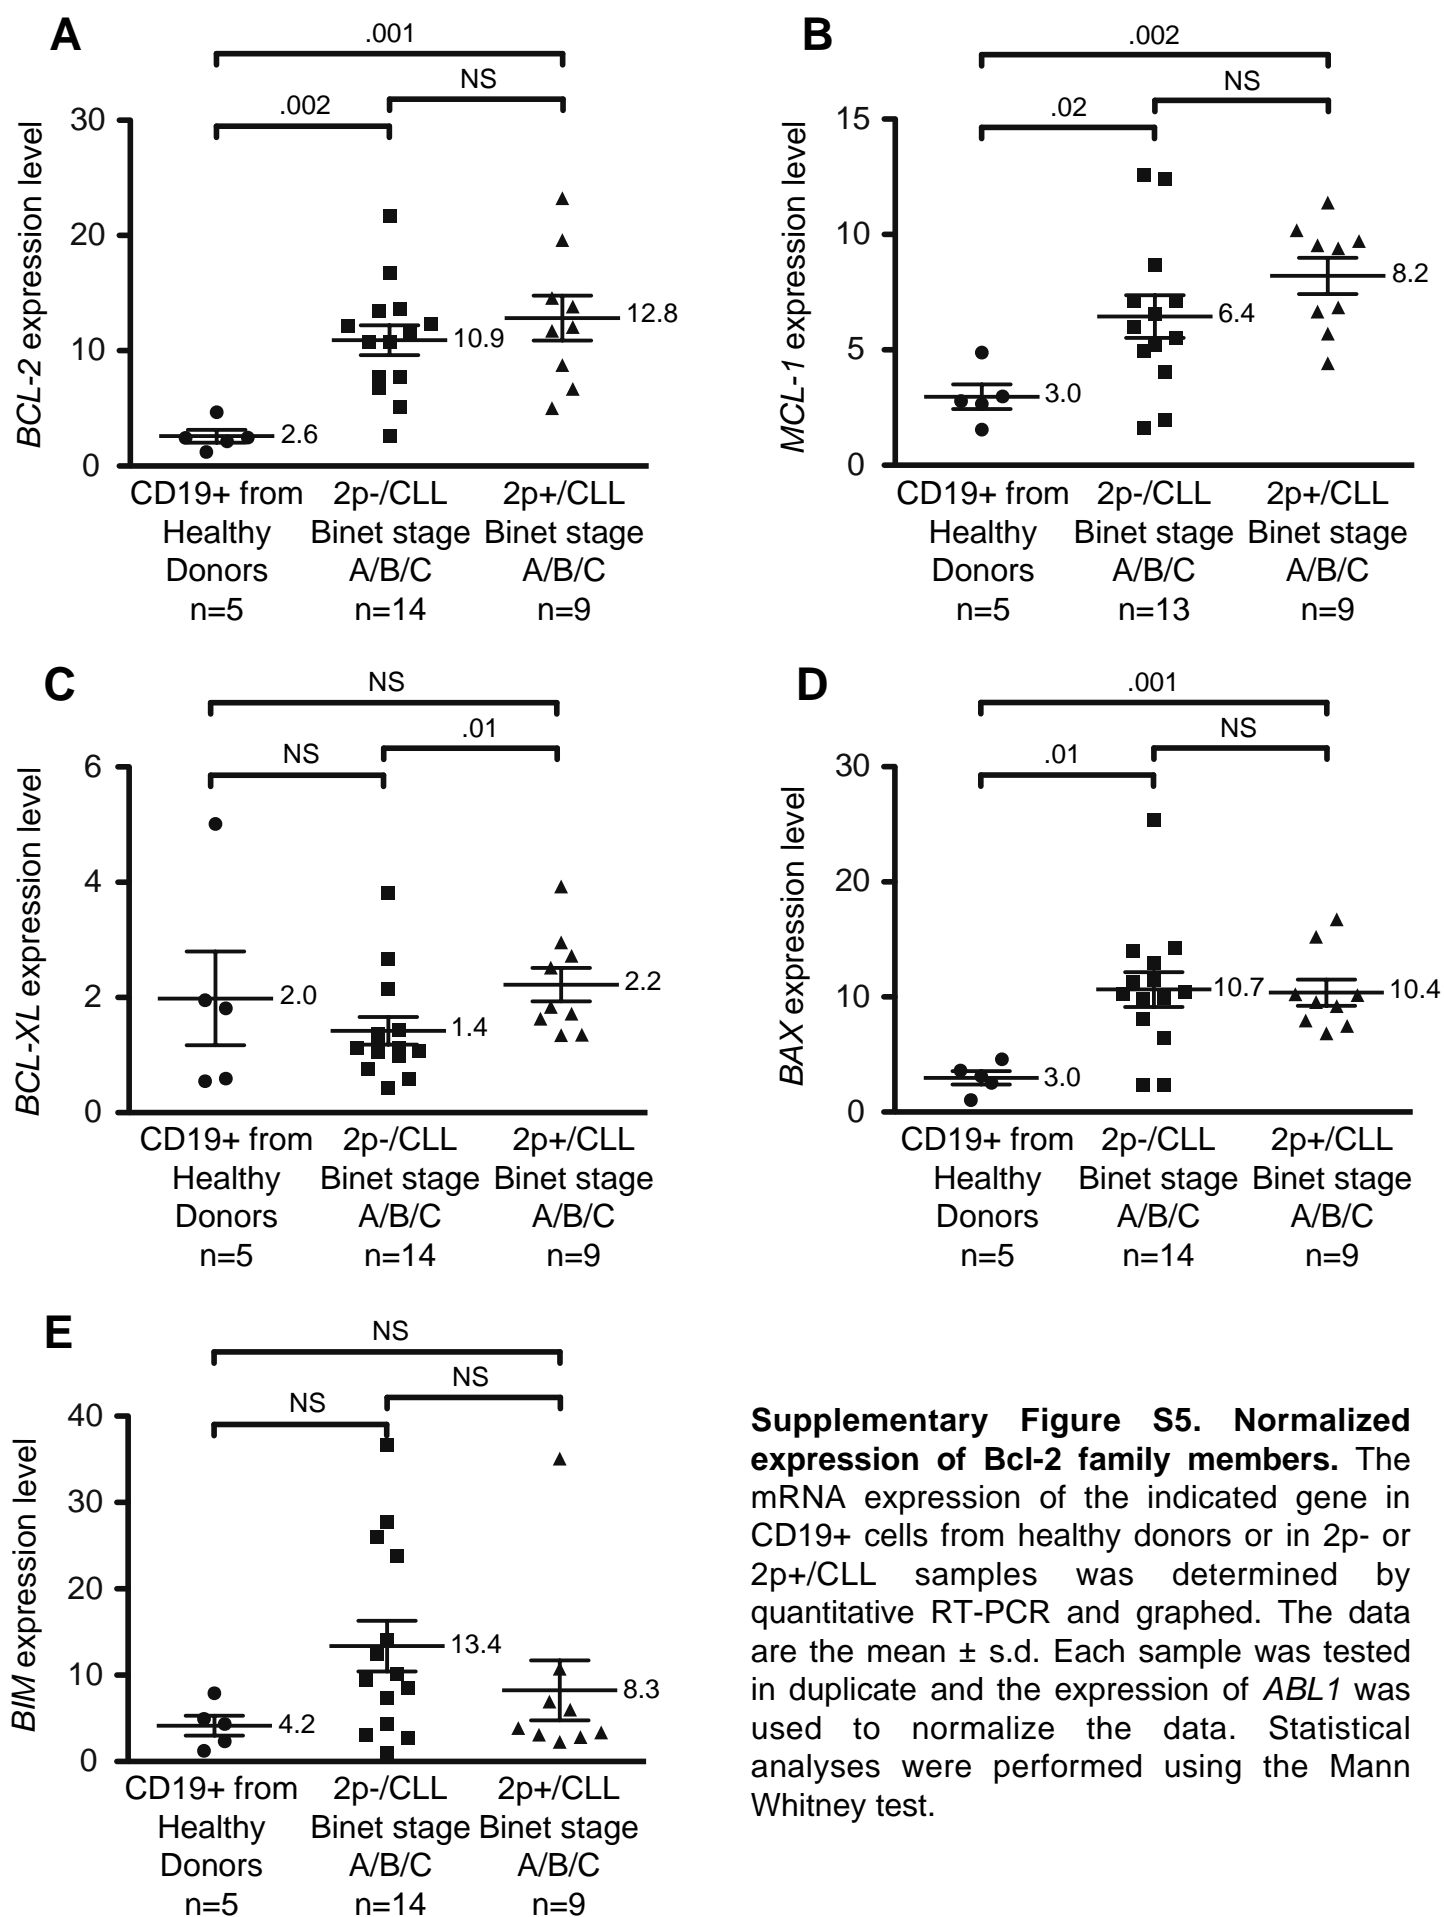 A
.001
NS
.002
BCL-2 expression level
30
20
10
0
2.6
10.9
12.8
CD19+ from
Healthy
Donors
n=5
2p-/CLL
Binet stage
A/B/C
n=14
2p+/CLL
Binet stage
A/B/C
n=9
B
.002
NS
.02
MCL-1 expression level
15
10
5
0
3.0
6.4
8.2
CD19+ from
Healthy
Donors
n=5
2p-/CLL
Binet stage
A/B/C
n=13
2p+/CLL
Binet stage
A/B/C
n=9
C
NS
.01
NS
BCL-XL expression level
6
4
2
0
2.0
1.4
2.2
CD19+ from
Healthy
Donors
n=5
2p-/CLL
Binet stage
A/B/C
n=14
2p+/CLL
Binet stage
A/B/C
n=9
D
.001
NS
.01
BAX expression level
30
20
10
0
3.0
10.7
10.4
CD19+ from
Healthy
Donors
n=5
2p-/CLL
Binet stage
A/B/C
n=14
2p+/CLL
Binet stage
A/B/C
n=9
E
NS
NS
NS
BIM expression level
40
30
20
10
0
4.2
13.4
8.3
CD19+ from
Healthy
Donors
n=5
2p-/CLL
Binet stage
A/B/C
n=14
2p+/CLL
Binet stage
A/B/C
n=9
Supplementary Figure S5. Normalized
expression of Bcl-2 family members. The
mRNA expression of the indicated gene in
CD19+ cells from healthy donors or in 2p- or
2p+/CLL samples was determined by
quantitative RT-PCR and graphed. The data
are the mean ± s.d. Each sample was tested
in duplicate and the expression of ABL1 was
used to normalize the data. Statistical
analyses were performed using the Mann
Whitney test.